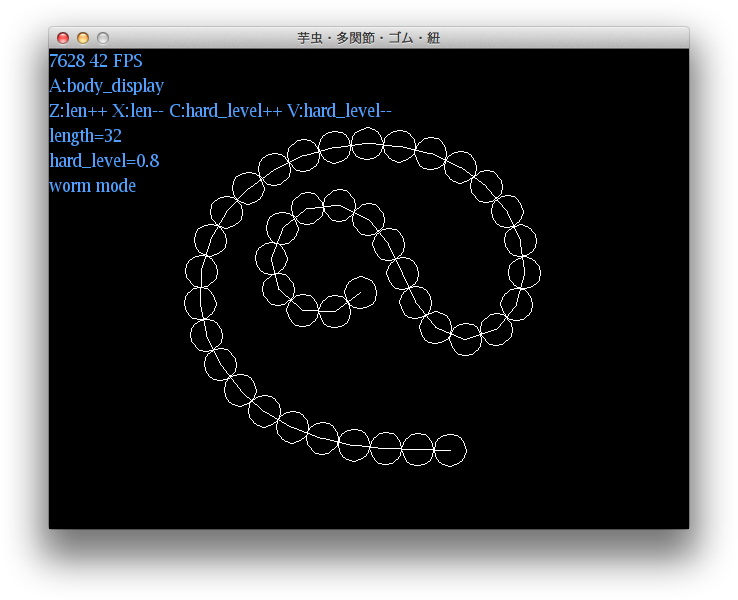 芋虫・多関節・ゴム・紐
7628 42 FPS
A:body_display
Z:len++ X:len-- C:hard_level++ V:hard_level--
length=32
hard_level=0.8
worm mode